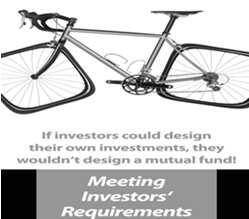 If investors could design
their own investments, they
wouldn't design a mutual fund!
Meeting
Investors'
Requirements